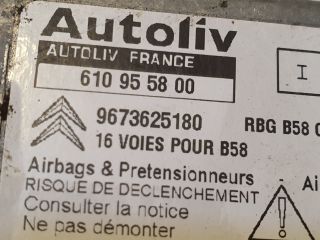 Autoliv
AUTOLIV FRANCE
610 95 58 00
I
9673625180
RBG B58
16 VOIES POUR B58
Airbags & Pretensionneurs
RISQUE DE DECLENCHEMENT
Consulter la notice
Ne pas démonter